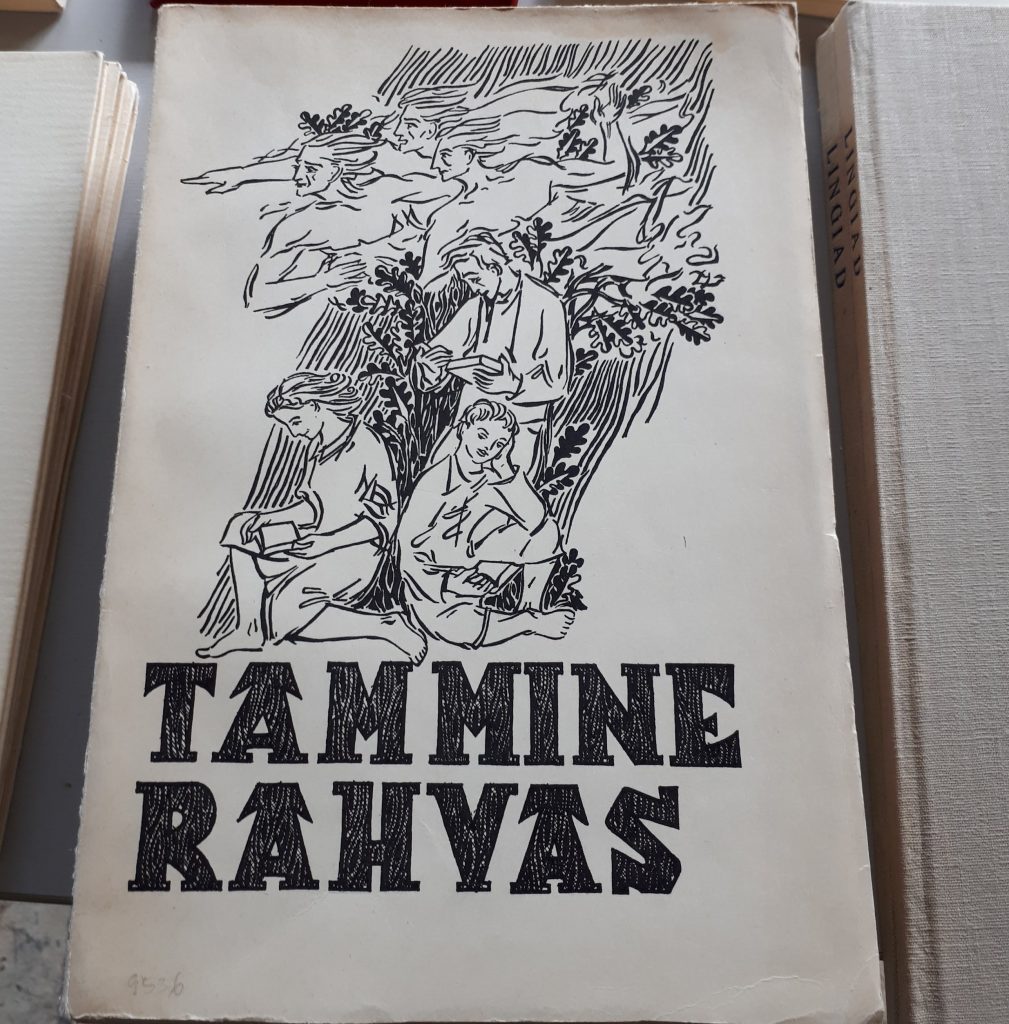 TAMMINE
RAHVAS
9536
LINGIAD
LINGIAD